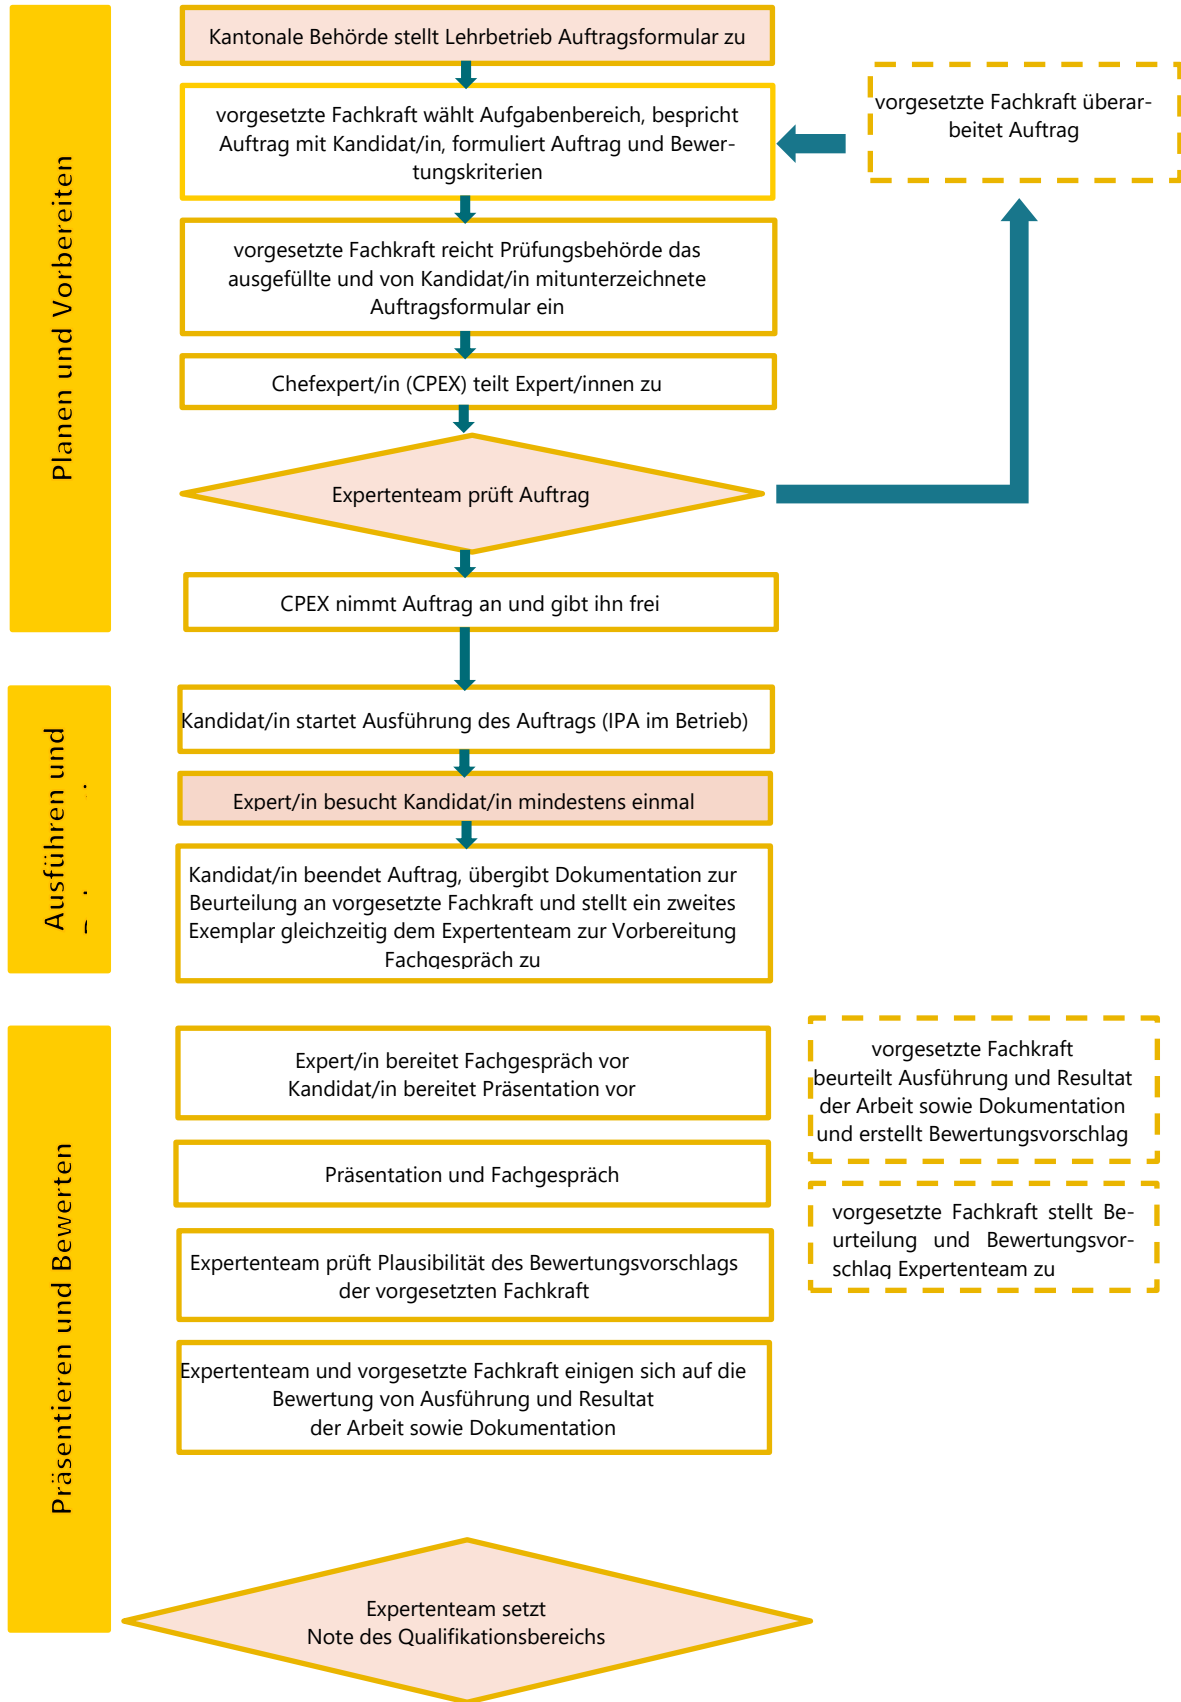 Planen und Vorbereiten
Kantonale Behörde stellt Lehrbetrieb Auftragsformular zu
vorgesetzte Fachkraft wählt Aufgabenbereich, bespricht
Auftrag mit Kandidat/in, formuliert Auftrag und Bewer-
tungskriterien
vorgesetzte Fachkraft überar-
beitet Auftrag
vorgesetzte Fachkraft reicht Prüfungsbehörde das
ausgefüllte und von Kandidat/in mitunterzeichnete
Auftragsformular ein
Chefexpert/in (CPEX) teilt Expert/innen zu
Expertenteam prüft Auftrag
CPEX nimmt Auftrag an und gibt ihn frei
Ausführen und
Kandidat/in startet Ausführung des Auftrags (IPA im Betrieb)
Expert/in besucht Kandidat/in mindestens einmal
Kandidat/in beendet Auftrag, übergibt Dokumentation zur
Beurteilung an vorgesetzte Fachkraft und stellt ein zweites
Exemplar gleichzeitig dem Expertenteam zur Vorbereitung
Fachgespräch zu
Präsentieren und Bewerten
Expert/in bereitet Fachgespräch vor
Kandidat/in bereitet Präsentation vor
vorgesetzte Fachkraft
beurteilt Ausführung und Resultat
der Arbeit sowie Dokumentation
und erstellt Bewertungsvorschlag
Präsentation und Fachgespräch
vorgesetzte Fachkraft stellt Be-
urteilung und Bewertungsvor-
schlag Expertenteam zu
Expertenteam prüft Plausibilität des Bewertungsvorschlags
der vorgesetzten Fachkraft
Expertenteam und vorgesetzte Fachkraft einigen sich auf die
Bewertung von Ausführung und Resultat
der Arbeit sowie Dokumentation
Expertenteam setzt
Note des Qualifikationsbereichs